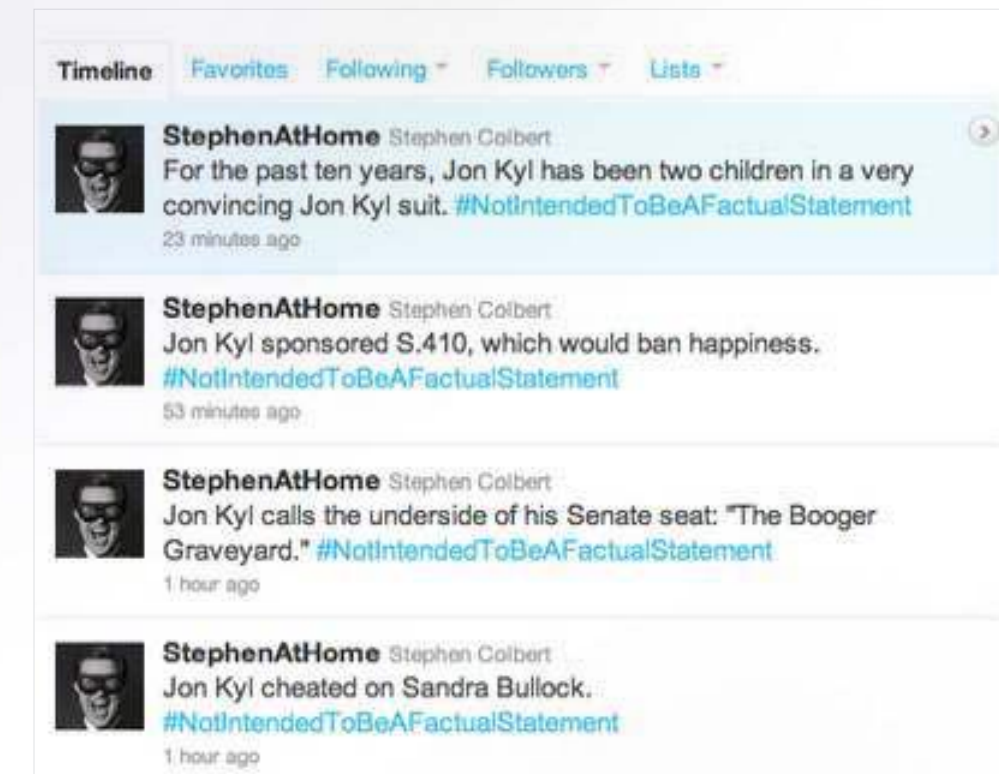 Timeline Favorites Following Followers Lists
StephenAtHome Stephen Colbert
For the past ten years, Jon Kyl has been two children in a very
convincing Jon Kyl suit. #NotIntendedToBeAFactualStatement
23 minutes ago
StephenAtHome Stephen Colbert
Jon Kyl sponsored S.410, which would ban happiness.
#NotIntendedToBeAFactualStatement
53 minutes ago
StephenAtHome Stephen Colbert
Jon Kyl calls the underside of his Senate seat: "The Booger
Graveyard." #NotIntendedToBeAFactualStatement
1 hour ago
StephenAtHome Stephen Colbert
Jon Kyl cheated on Sandra Bullock.
#NotIntendedToBeAFactualStatement
1 hour ago